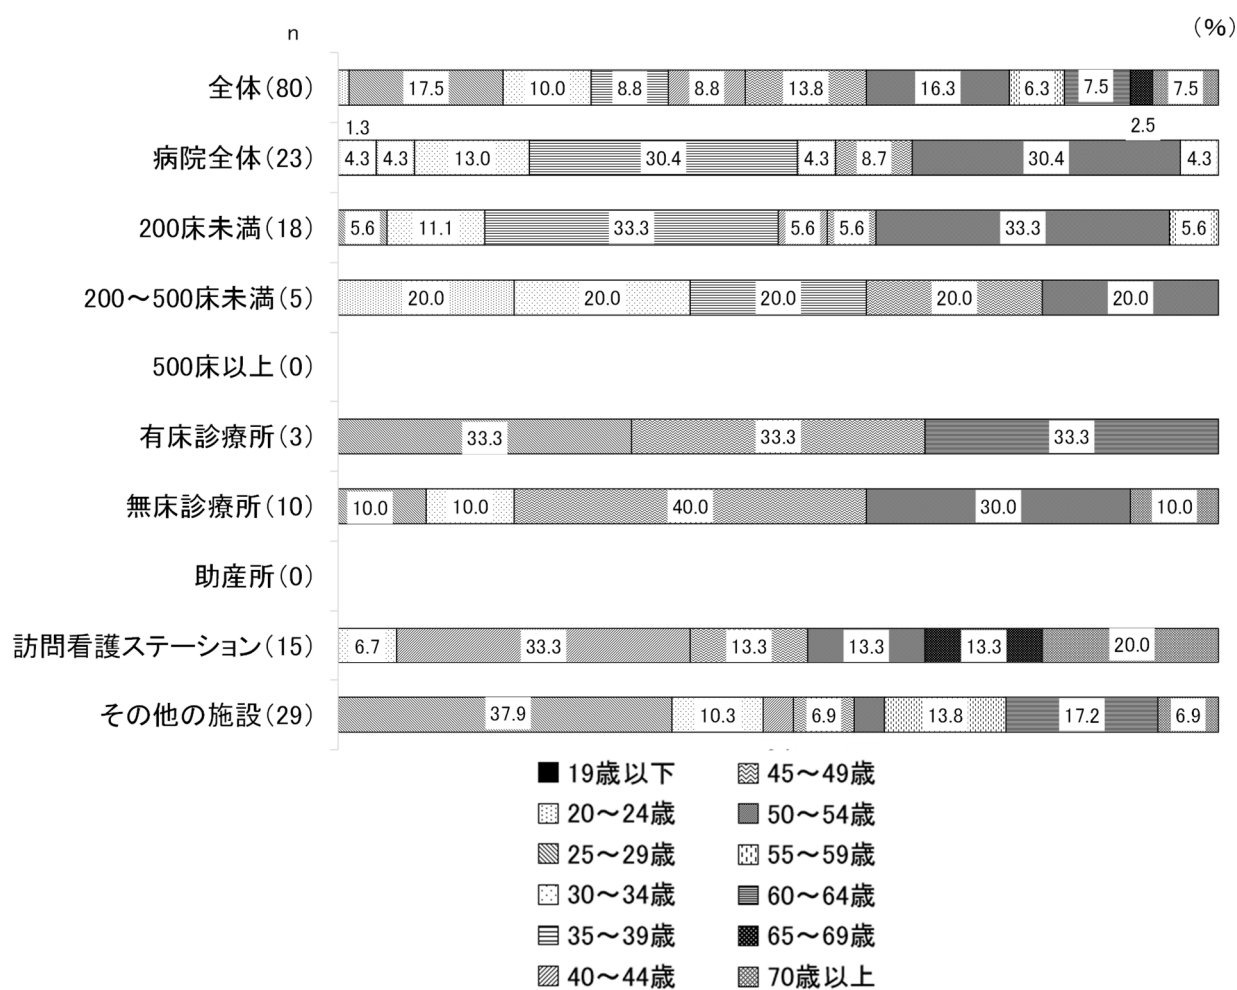 n
(%)
全体(80) 17.5 10.0 8.8 8.8 13.8 16.3 6.3 7.5 7.5
1.3 2.5
病院全体(23) 4.3 4.3 13.0 30.4 4.3 8.7 30.4 4.3
200床未満(18) 5.6 11.1 33.3 5.6 5.6 33.3 5.6
200～500床未満(5) 20.0 20.0 20.0 20.0 20.0
500床以上(0)
有床診療所(3) 33.3 33.3 33.3
無床診療所(10) 10.0 10.0 40.0 30.0 10.0
助産所(0)
訪問看護ステーション(15) 6.7 33.3 13.3 13.3 13.3 20.0
その他の施設(29) 37.9 10.3 6.9 13.8 17.2 6.9
19歳以下
20～24歳
25～29歳
30～34歳
35～39歳
40～44歳
45～49歳
50～54歳
55～59歳
60～64歳
65～69歳
70歳以上